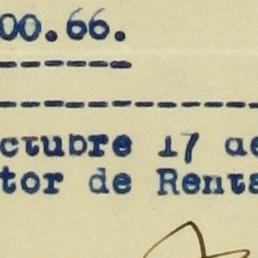 00.66.
-------
--------------
ctubre 17 de
tor de Renta